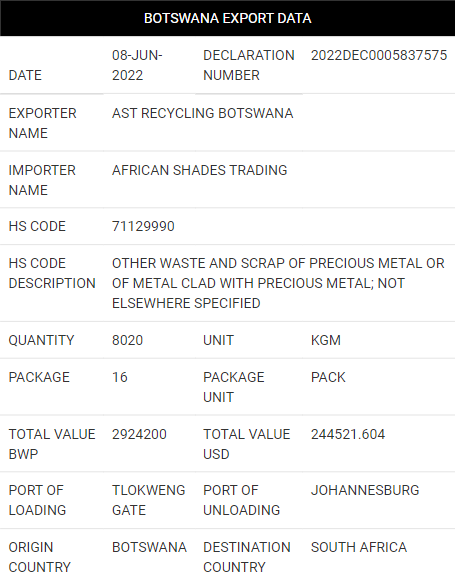 BOTSWANA EXPORT DATA
DATE 08-JUN-2022 DECLARATION NUMBER 2022DEC0005837575
EXPORTER NAME AST RECYCLING BOTSWANA
IMPORTER NAME AFRICAN SHADES TRADING
HS CODE 71129990
HS CODE DESCRIPTION OTHER WASTE AND SCRAP OF PRECIOUS METAL OR OF METAL CLAD WITH PRECIOUS METAL; NOT ELSEWHERE SPECIFIED
QUANTITY 8020 UNIT KGM
PACKAGE 16 PACKAGE UNIT PACK
TOTAL VALUE BWP 2924200 TOTAL VALUE USD 244521.604
PORT OF LOADING TLOKWENG GATE PORT OF UNLOADING JOHANNESBURG
ORIGIN COUNTRY BOTSWANA DESTINATION COUNTRY SOUTH AFRICA